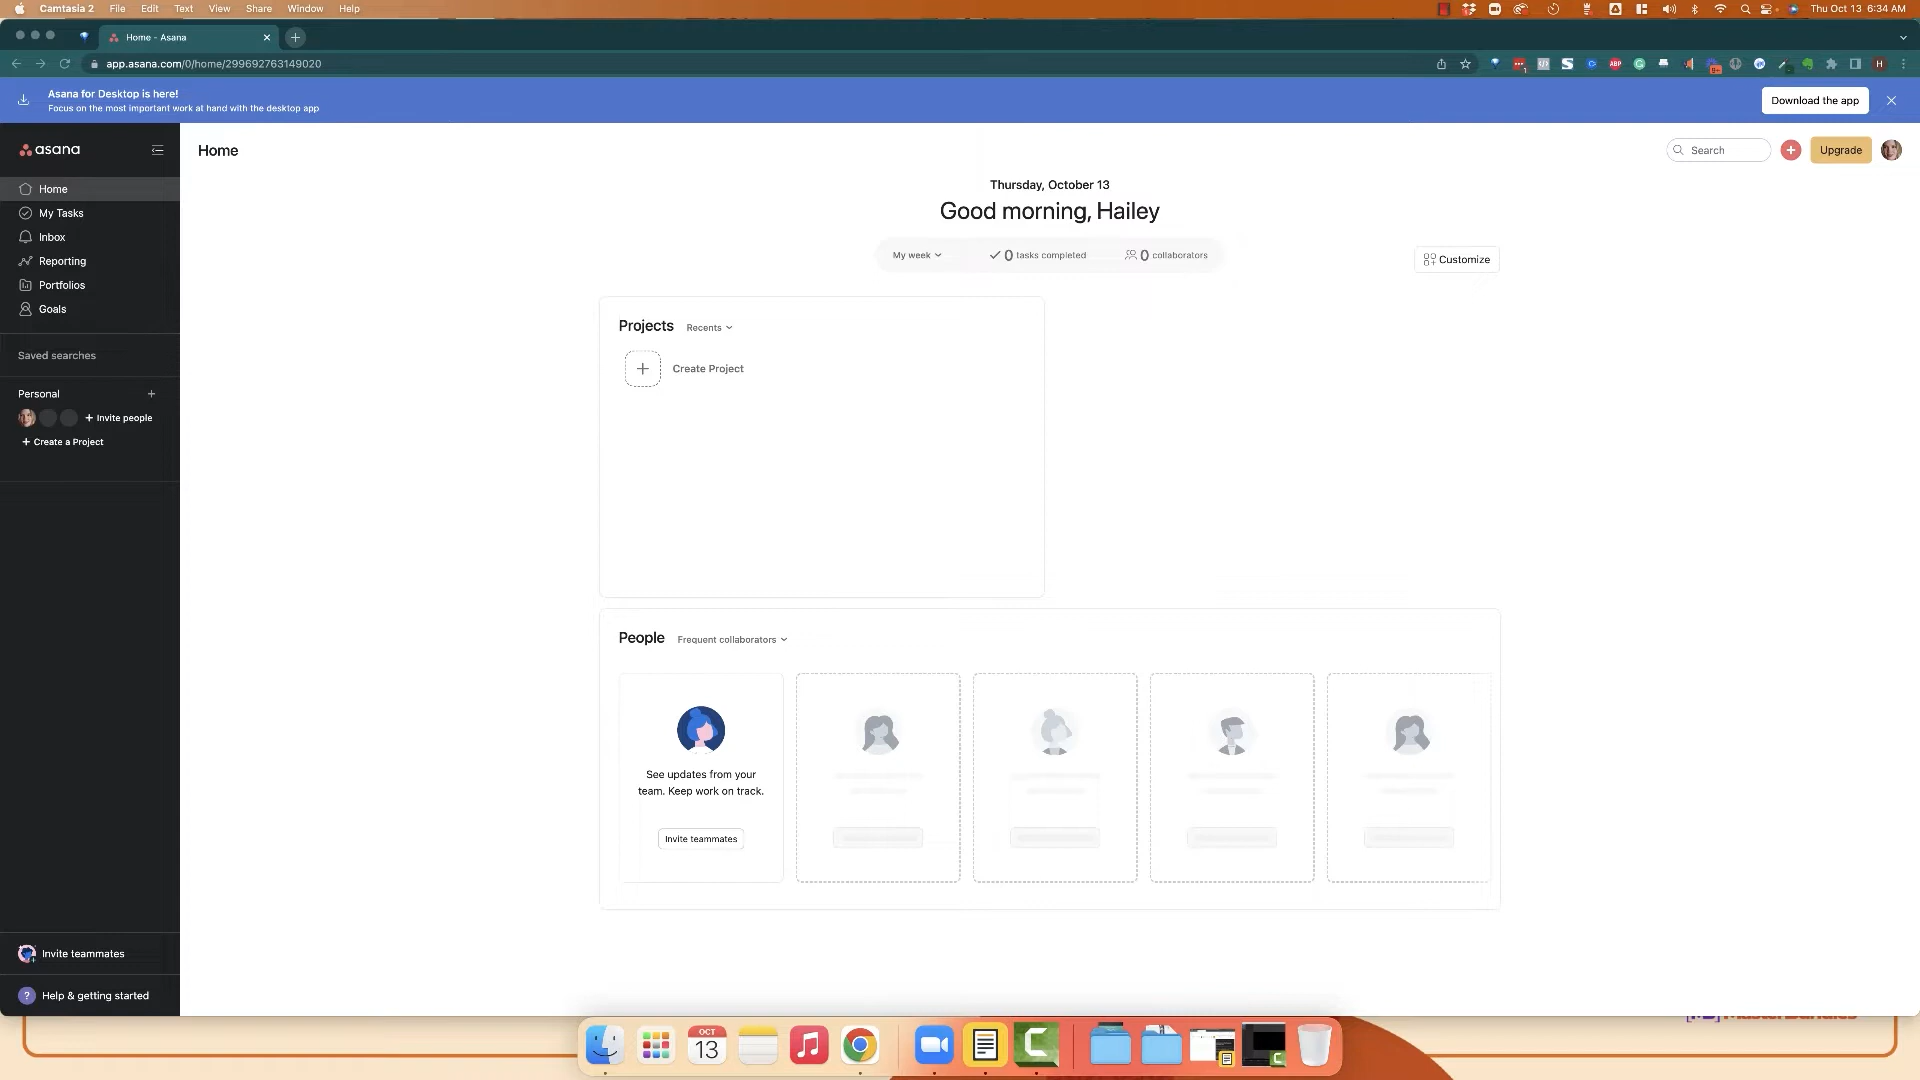 Camtasia 2 File Edit Text View Share Window Help
Thu Oct 13 6:34 AM
Home - Asana
app.asana.com/0/home/299692763149020
Asana for Desktop is here!
Focus on the most important work at hand with the desktop app
Download the app
asana
Home
Search
Upgrade
Home
My Tasks
Inbox
Reporting
Portfolios
Goals
Saved searches
Personal
Invite people
Create a Project
Invite teammates
Help & getting started
Thursday, October 13
Good morning, Hailey
My week
0 tasks completed
0 collaborators
Customize
Projects Recents
Create Project
People Frequent collaborators
See updates from your
team. Keep work on track.
Invite teammates
OCT
13